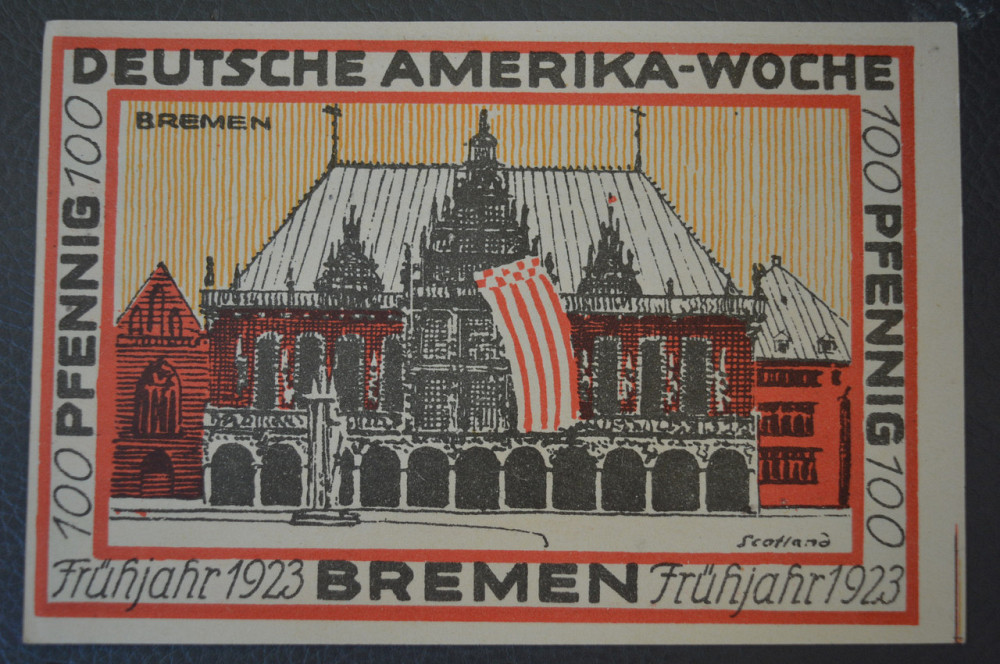 DEUTSCHE AMERIKA-WOCHE
100 PFENNIG 100
BREMEN
100 PFENNIG 100
Scotland
Frühjahr 1923 BREMEN Frühjahr 1923